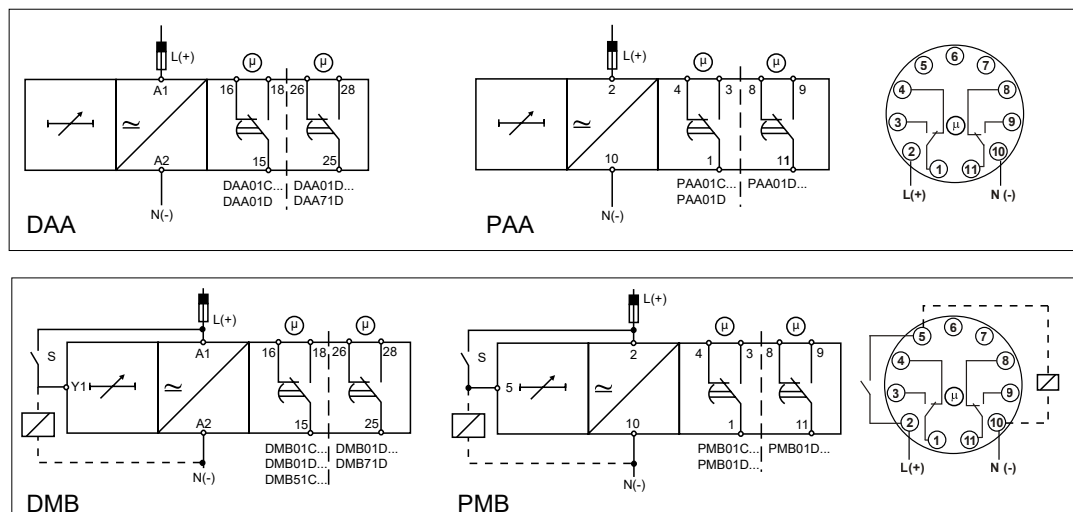 L(+)
A1
16
18
26
28
μ
μ
≃
A2
15
25
DAA01C...
DAA01D
DAA01D...
DAA71D
N(-)
DAA
L(+)
2
4
3
8
9
μ
μ
≃
10
1
11
PAA01C...
PAA01D
PAA01D...
N(-)
PAA
6
5
7
4
8
3
μ
9
2
10
1
11
L(+)
N (-)
L(+)
S
A1
16
18
26
28
μ
μ
Y1
≃
A2
15
25
DMB01C...
DMB01D...
DMB51C...
DMB01D...
DMB71D
N(-)
DMB
L(+)
S
2
4
3
8
9
μ
μ
5
≃
10
1
11
PMB01C...
PMB01D...
PMB01D...
N(-)
PMB
6
5
7
4
8
3
μ
9
2
10
1
11
L(+)
N (-)